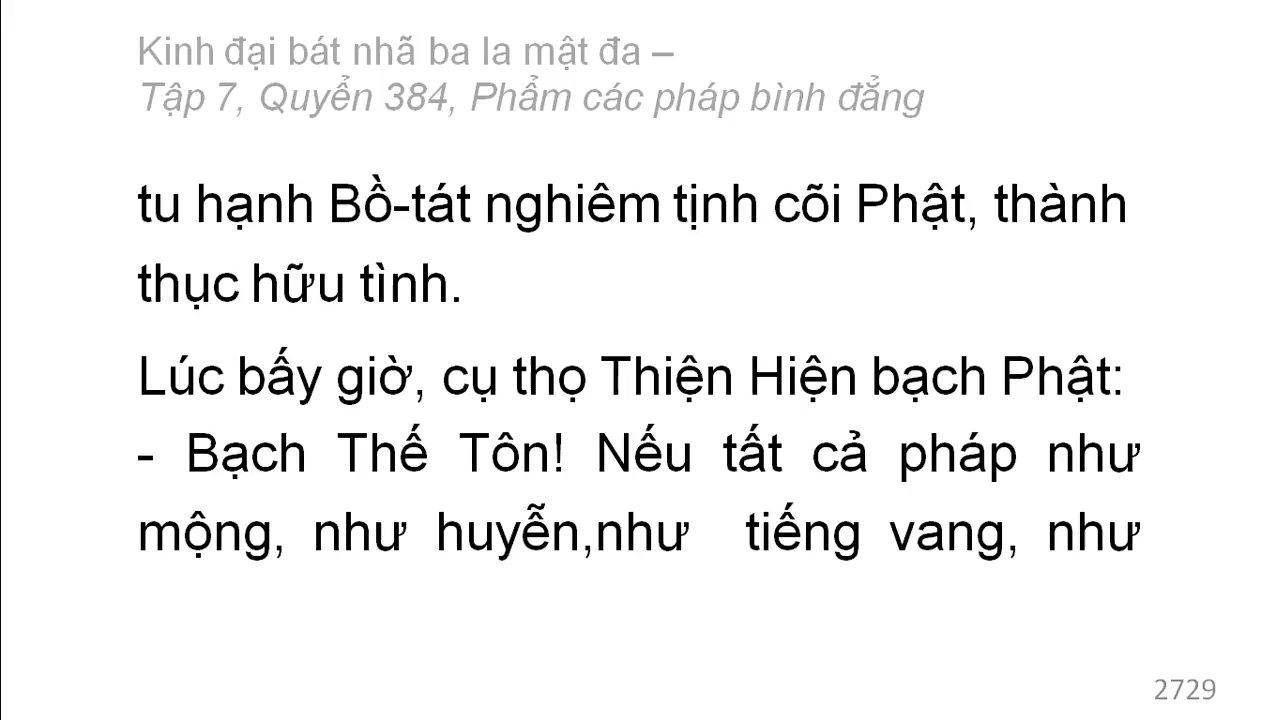 Kinh đại bát nhã ba la mật đa –
Tập 7, Quyển 384, Phẩm các pháp bình đẳng
tu hạnh Bồ-tát nghiêm tịnh cõi Phật, thành
thục hữu tình.
Lúc bấy giờ, cụ thọ Thiện Hiện bạch Phật:
- Bạch Thế Tôn! Nếu tất cả pháp như
mộng, như huyễn,như tiếng vang, như
2729